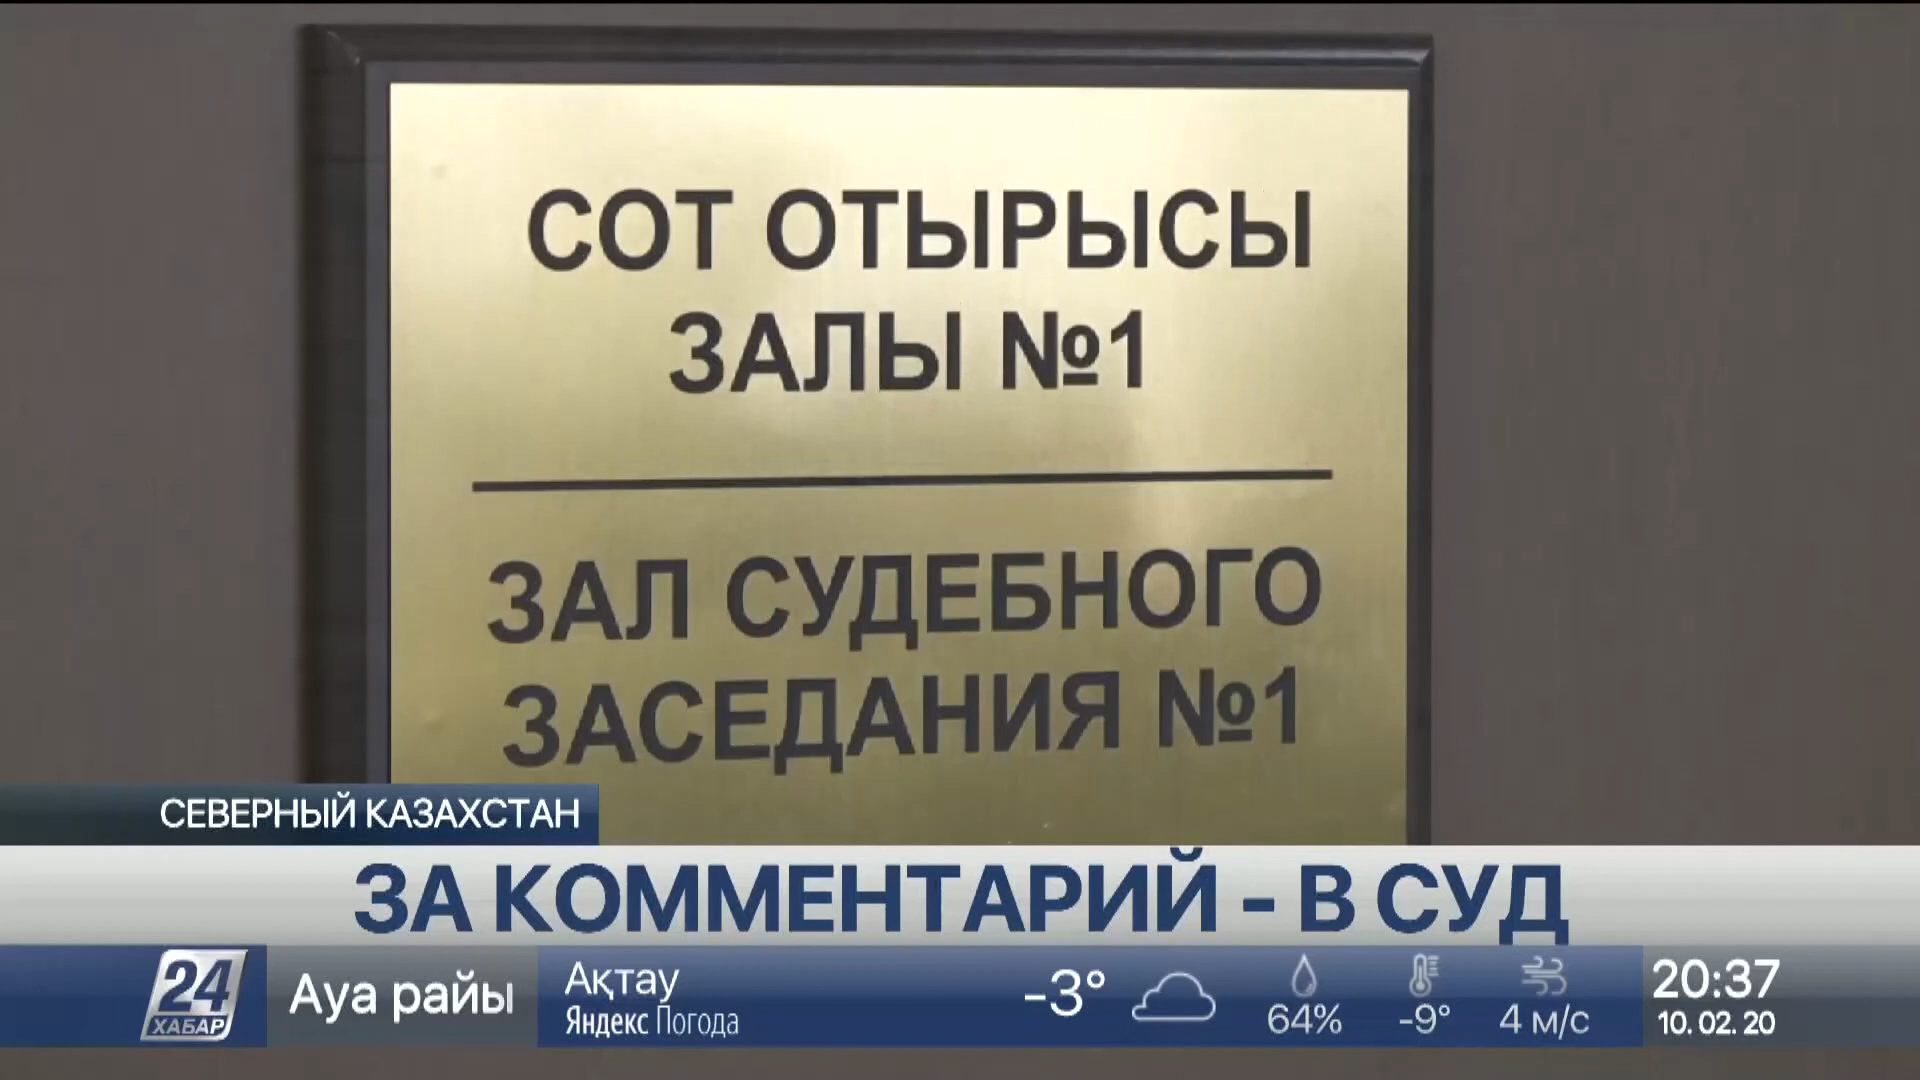 СОТ ОТЫРЫСЫ
ЗАЛЫ №1
ЗАЛ СУДЕБНОГО
ЗАСЕДАНИЯ №1
СЕВЕРНЫЙ КАЗАХСТАН
ЗА КОММЕНТАРИЙ - В СУД
24
ХАБАР
Ауа райы
Ақтау
Яндекс Погода
-3°
64%
-9°
4 м/с
20:37
10. 02. 20